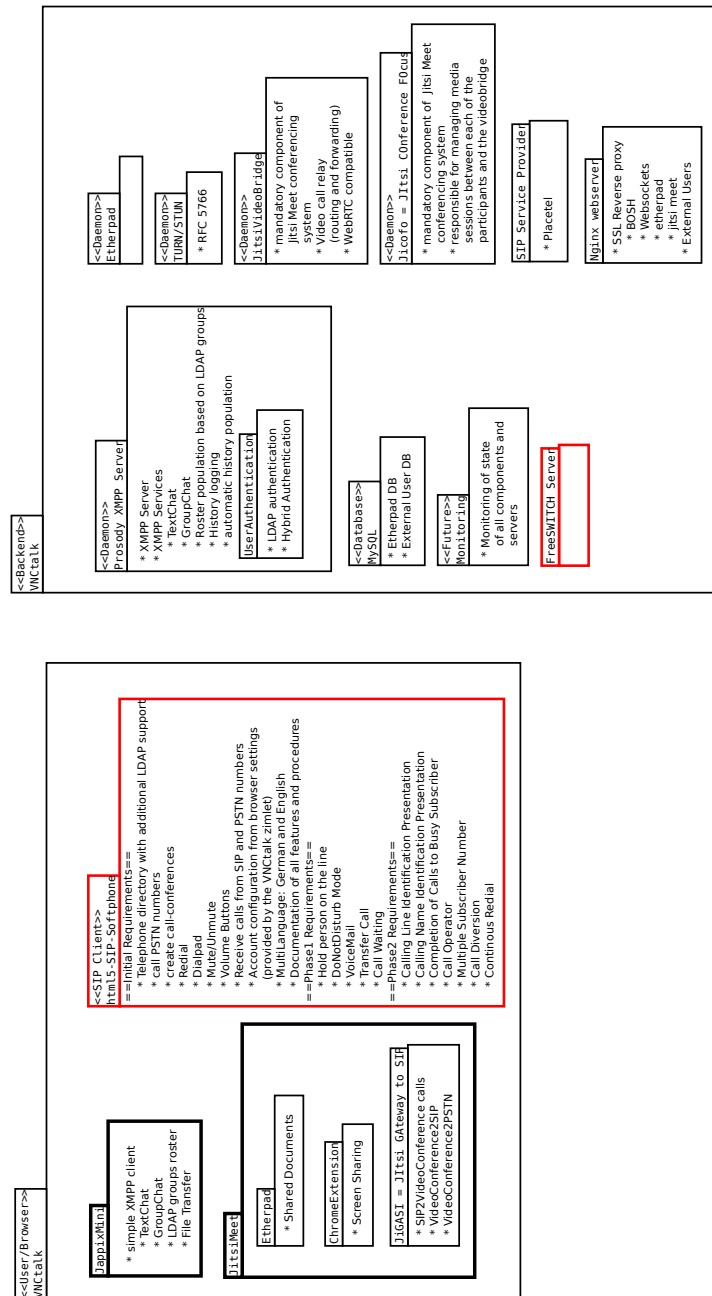 <<User/Browser>>
VNCtalk
JappixMini
* simple XMPP client
* TextChat
* GroupChat
* LDAP groups roster
* File Transfer
JitsiMeet
Etherpad
* Shared Documents
ChromeExtension
* Screen Sharing
JiGASI = JItsi GAteway to SIP
* SIP2VideoConference calls
* VideoConference2SIP
* VideoConference2PSTN
<<SIP Client>>
html5-SIP-Softphone
==Initial Requirements==
* Telephone directory with additional LDAP support
* call PSTN numbers
* create call-conferences
* Redial
* Dialpad
* Mute/Unmute
* Volume Buttons
* Receive calls from SIP and PSTN numbers
* Account configuration from browser settings
(provided by the VNCtalk zimlet)
* MultiLanguage: German and English
* Documentation of all features and procedures
==Phase1 Requirements==
* Hold person on the line
* DoNotDisturb Mode
* VoiceMail
* Transfer Call
* Call Waiting
==Phase2 Requirements==
* Calling Line Identification Presentation
* Calling Name Identification Presentation
* Completion of Calls to Busy Subscriber
* Call Operator
* Multiple Subscriber Number
* Call Diversion
* Continous Redial
<<Backend>>
VNCtalk
<<Daemon>>
Prosody XMPP Server
* XMPP Server
* XMPP Services
* TextChat
* GroupChat
* Roster population based on LDAP groups
* History logging
* automatic history population
UserAuthentication
* LDAP authentication
* Hybrid Authentication
<<Database>>
MySQL
* Etherpad DB
* External User DB
<<Future>>
Monitoring
* Monitoring of state
of all components and
servers
FreeSWITCH Server
<<Daemon>>
Etherpad
<<Daemon>>
TURN/STUN
* RFC 5766
<<Daemon>>
JitsiVideoBridge
* mandatory component of
Jitsi Meet conferencing
system
* Video call relay
(routing and forwarding)
* WebRTC compatible
<<Daemon>>
Jicofo = JItsi COnference FOcus
* mandatory component of Jitsi Meet
conferencing system
* responsible for managing media
sessions between each of the
participants and the videobridge
SIP Service Provider
* Placetel
Nginx webserver
* SSL Reverse proxy
* BOSH
* Websockets
* etherpad
* jitsi meet
* External Users